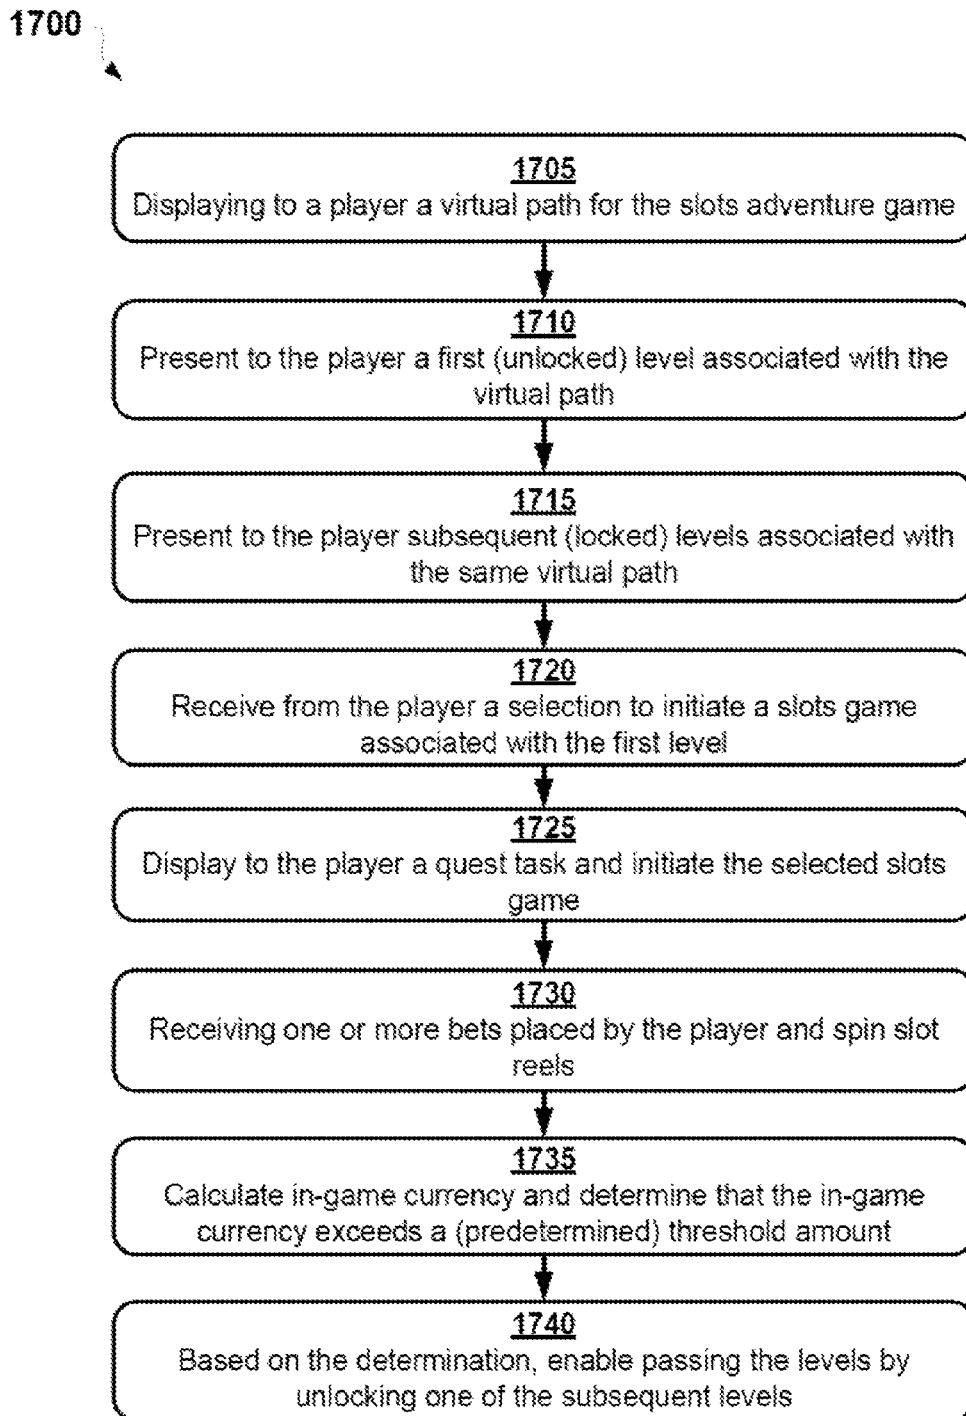 1700
1705
Displaying to a player a virtual path for the slots adventure game
1710
Present to the player a first (unlocked) level associated with the
virtual path
1715
Present to the player subsequent (locked) levels associated with
the same virtual path
1720
Receive from the player a selection to initiate a slots game
associated with the first level
1725
Display to the player a quest task and initiate the selected slots
game
1730
Receiving one or more bets placed by the player and spin slot
reels
1735
Calculate in-game currency and determine that the in-game
currency exceeds a (predetermined) threshold amount
1740
Based on the determination, enable passing the levels by
unlocking one of the subsequent levels